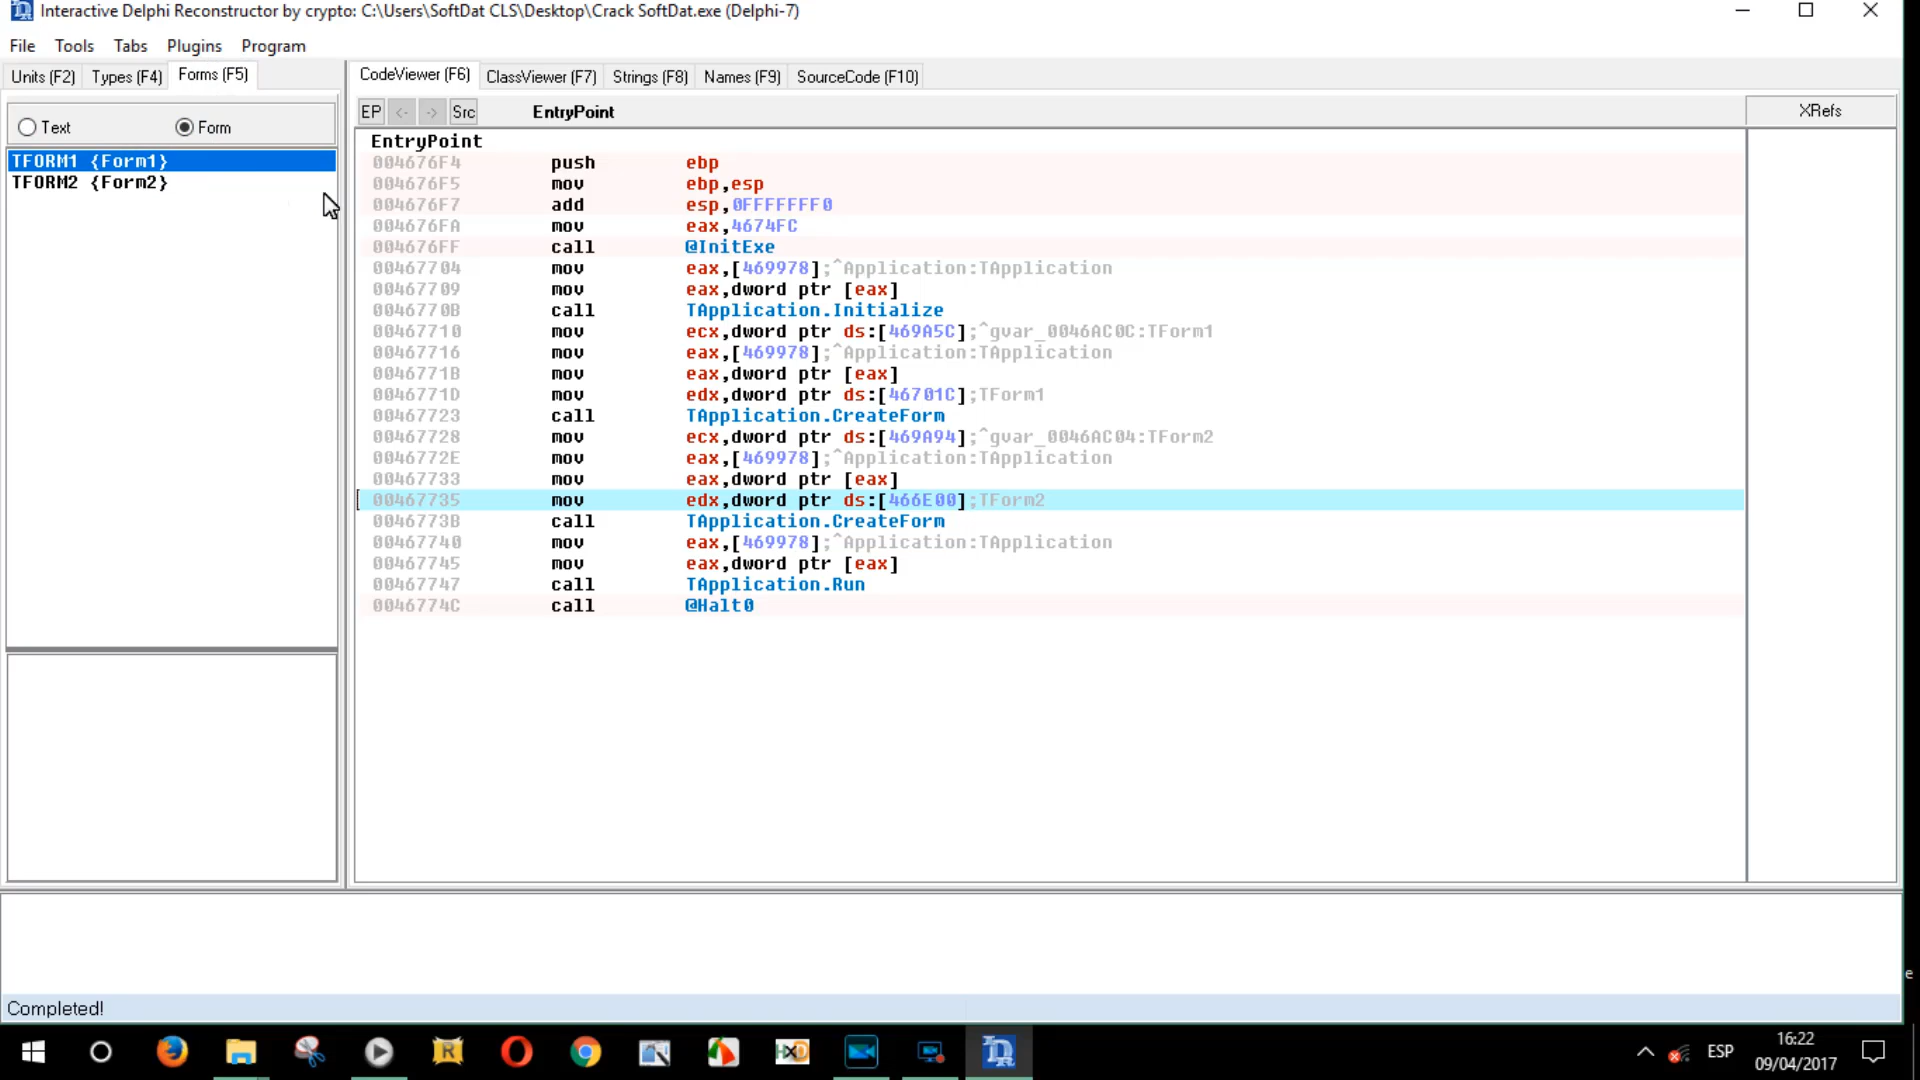 Interactive Delphi Reconstructor by crypto: C:\Users\SoftDat CLS\Desktop\Crack SoftDat.exe (Delphi-7)
File Tools Tabs Plugins Program
Units (F2) Types (F4) Forms (F5) CodeViewer (F6) ClassViewer (F7) Strings (F8) Names (F9) SourceCode (F10)
EP <- -> Src EntryPoint XRefs
Text Form
TFORM1 {Form1}
TFORM2 {Form2}
EntryPoint
004676F4 push ebp
004676F5 mov ebp,esp
004676F7 add esp,0FFFFFFF0
004676FA mov eax,4674FC
004676FF call @InitExe
00467704 mov eax,[469978];^Application:TApplication
00467709 mov eax,dword ptr [eax]
0046770B call TApplication.Initialize
00467710 mov ecx,dword ptr ds:[469A5C];^gvar_0046AC0C:TForm1
00467716 mov eax,[469978];^Application:TApplication
0046771B mov eax,dword ptr [eax]
0046771D mov edx,dword ptr ds:[46701C];TForm1
00467723 call TApplication.CreateForm
00467728 mov ecx,dword ptr ds:[469A94];^gvar_0046AC04:TForm2
0046772E mov eax,[469978];^Application:TApplication
00467733 mov eax,dword ptr [eax]
00467735 mov edx,dword ptr ds:[466E00];TForm2
0046773B call TApplication.CreateForm
00467740 mov eax,[469978];^Application:TApplication
00467745 mov eax,dword ptr [eax]
00467747 call TApplication.Run
0046774C call @Halt0
e
Completed!
ESP
16:22
09/04/2017